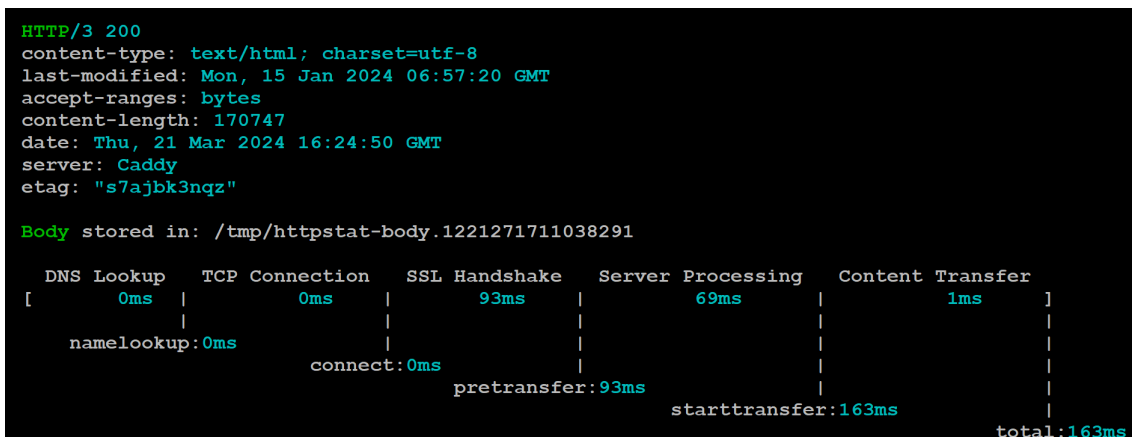 HTTP/3 200
content-type: text/html; charset=utf-8
last-modified: Mon, 15 Jan 2024 06:57:20 GMT
accept-ranges: bytes
content-length: 170747
date: Thu, 21 Mar 2024 16:24:50 GMT
server: Caddy
etag: "s7ajbk3nqz"
Body stored in: /tmp/httpstat-body.1221271711038291
DNS Lookup   TCP Connection   SSL Handshake   Server Processing   Content Transfer
[ 0ms | 0ms | 93ms | 69ms | 1ms ]
| | | | |
namelookup:0ms | | | |
connect:0ms | | |
pretransfer:93ms | |
starttransfer:163ms |
total:163ms